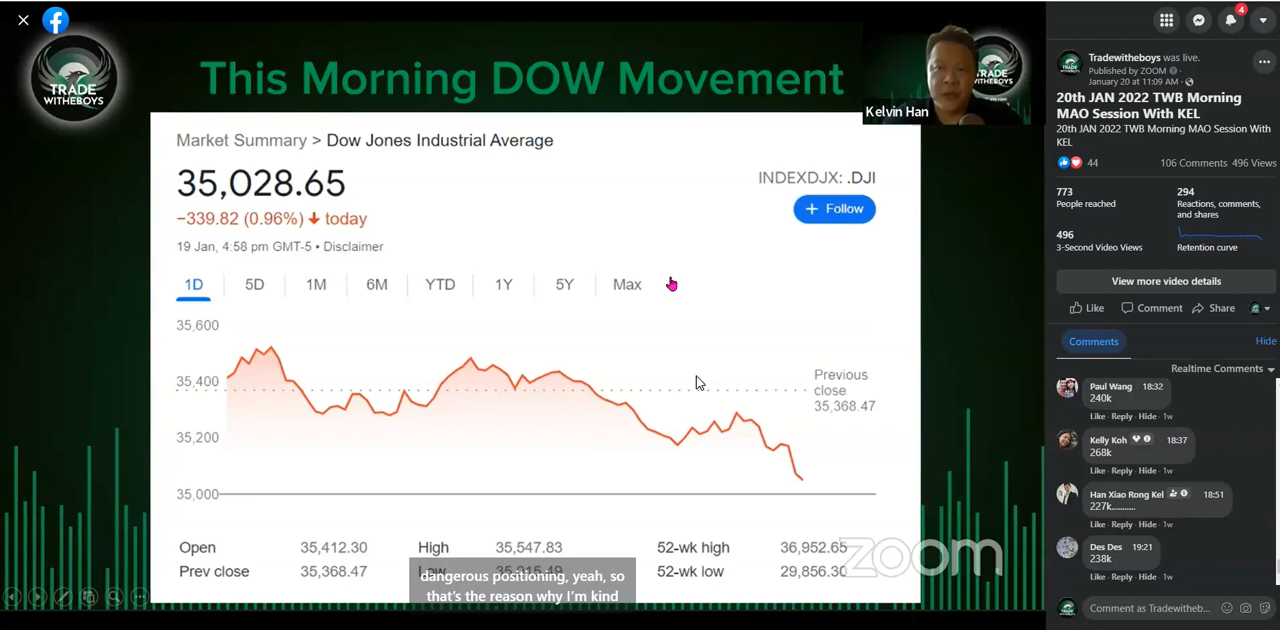 TRADE
WITHEBOYS
This Morning DOW Movement
TRADE
WITHEBOYS
Kelvin Han
Market Summary > Dow Jones Industrial Average
35,028.65
INDEXDJX: .DJI
−339.82 (0.96%) today
+ Follow
19 Jan, 4:58 pm GMT-5 • Disclaimer
1D 5D 1M 6M YTD 1Y 5Y Max
35,600
35,400
35,200
35,000
Previous
close
35,368.47
Open 35,412.30 High 35,547.83 52-wk high 36,952.65
Prev close 35,368.47 52-wk low 29,856.30
dangerous positioning, yeah, so
that's the reason why I'm kind
zoom
4
Tradewitheboys was live.
Published by ZOOM
January 20 at 11:09 AM ·
20th JAN 2022 TWB Morning
MAO Session With KEL
20th JAN 2022 TWB Morning MAO Session With
KEL
44 106 Comments 496 Views
773
People reached
294
Reactions, comments,
and shares
496
3-Second Video Views
Retention curve
View more video details
Like Comment Share
Comments Hide
Realtime Comments
Paul Wang 18:32
240k
Like · Reply · Hide · 1w
Kelly Koh 18:37
268k
Like · Reply · Hide · 1w
Han Xiao Rong Kel 18:51
227k...........
Like · Reply · Hide · 1w
Des Des 19:21
238k
Like · Reply · Hide · 1w
Comment as Tradewitheb...